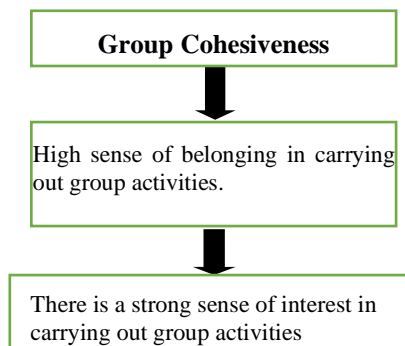 Group Cohesiveness
High sense of belonging in carrying
out group activities.
There is a strong sense of interest in
carrying out group activities